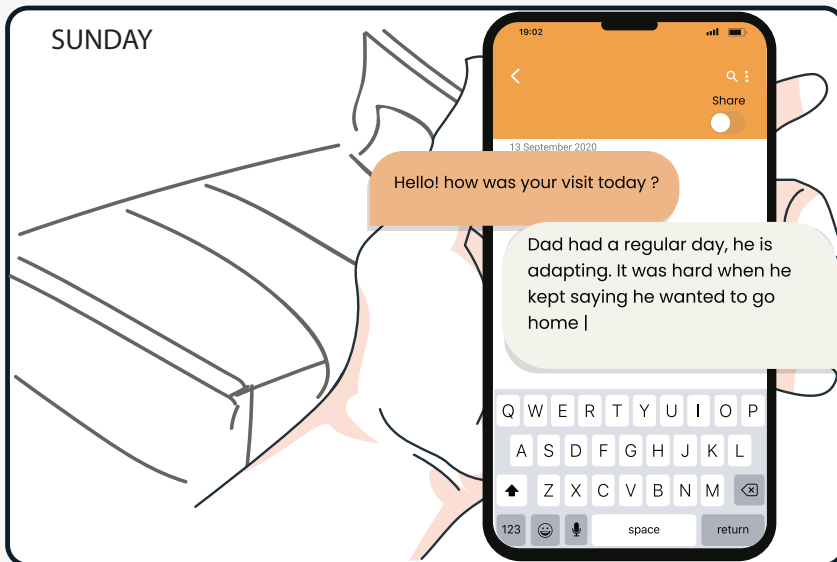 SUNDAY
19:02
Share
13 September 2020
Hello! how was your visit today ?
Dad had a regular day, he is
adapting. It was hard when he
kept saying he wanted to go
home |
Q W E R T Y U I O P
A S D F G H J K L
Z X C V B N M
123 space return